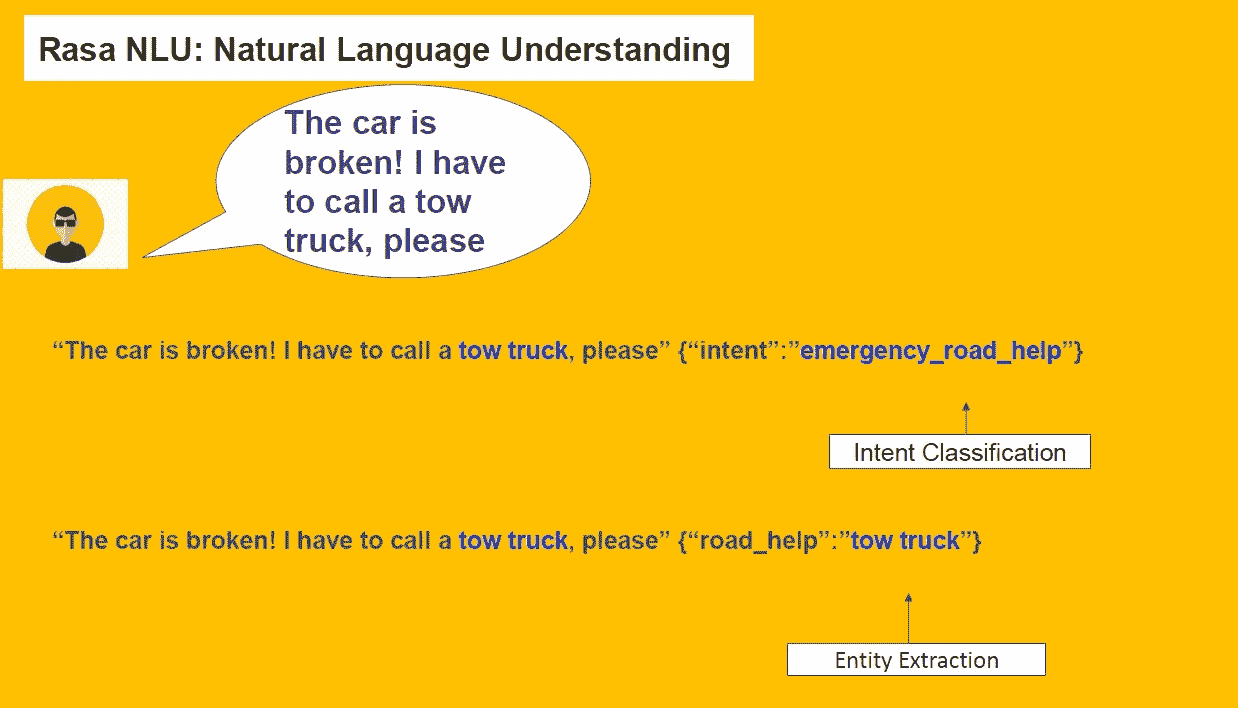 Rasa NLU: Natural Language Understanding
The car is
broken! I have
to call a tow
truck, please
“The car is broken! I have to call a tow truck, please” {“intent”:”emergency_road_help”}
Intent Classification
“The car is broken! I have to call a tow truck, please” {“road_help”:”tow truck”}
Entity Extraction